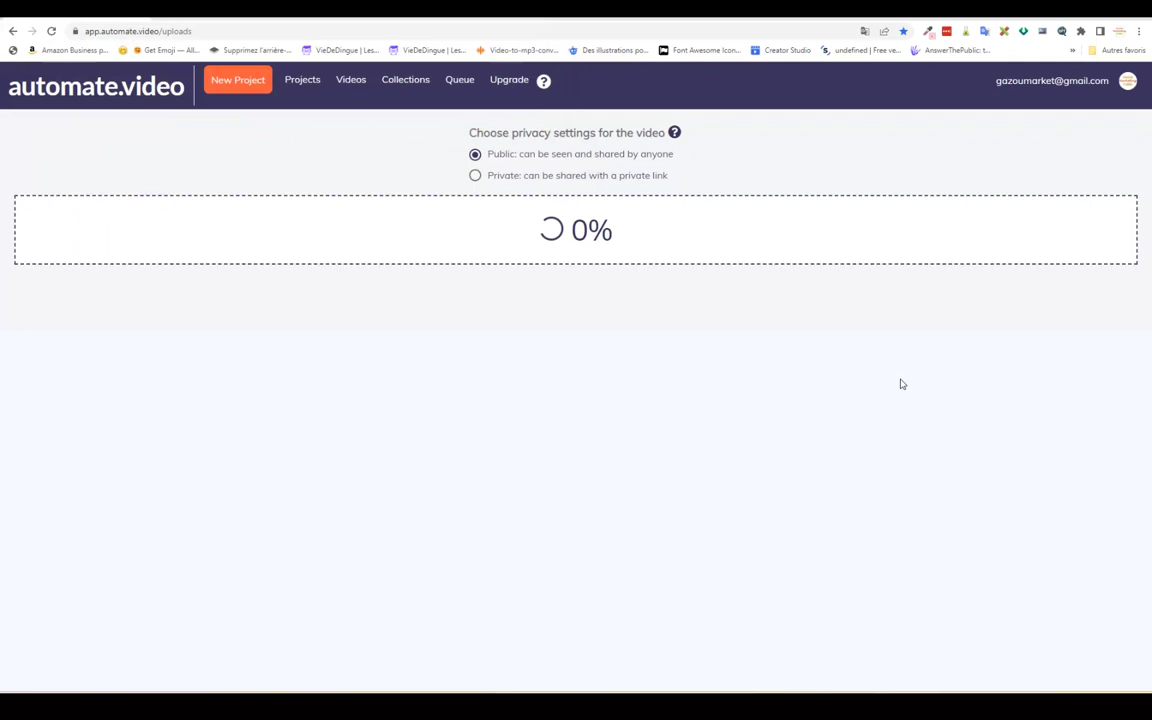 app.automate.video/uploads
Amazon Business p...
Get Emoji — All...
Supprimez l'arrière-...
VieDeDingue | Les...
VieDeDingue | Les...
Video-to-mp3-conv...
Des illustrations po...
Font Awesome Icon...
Creator Studio
undefined | Free ve...
AnswerThePublic: t...
»
Autres favoris
automate.video
New Project
Projects
Videos
Collections
Queue
Upgrade
?
gazoumarket@gmail.com
Choose privacy settings for the video ?
Public: can be seen and shared by anyone
Private: can be shared with a private link
0%